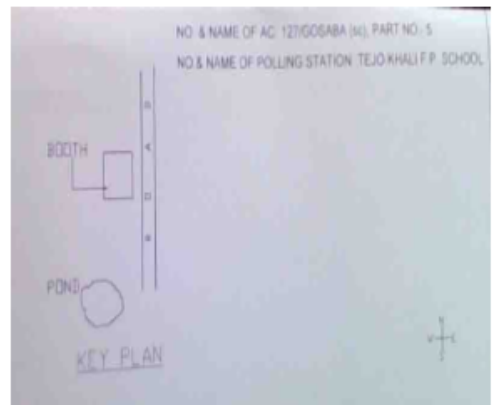 NO & NAME OF AC 127/GOSABA (sc), PART NO- 5
NO & NAME OF POLLING STATION TEJO KHALI F P SCHOOL
BOOTH
ROAD
POND
KEY PLAN